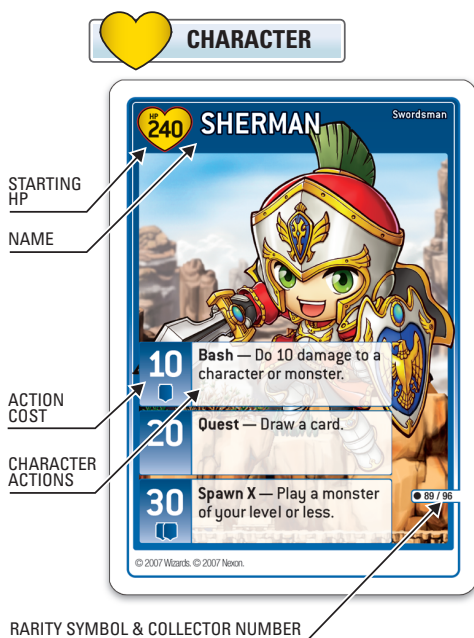 CHARACTER
HP
240
SHERMAN
Swordsman
STARTING
HP
NAME
10
Bash — Do 10 damage to a
character or monster.
ACTION
COST
20
Quest — Draw a card.
CHARACTER
ACTIONS
30
Spawn X — Play a monster
of your level or less.
● 89 / 96
© 2007 Wizards. © 2007 Nexon.
RARITY SYMBOL & COLLECTOR NUMBER